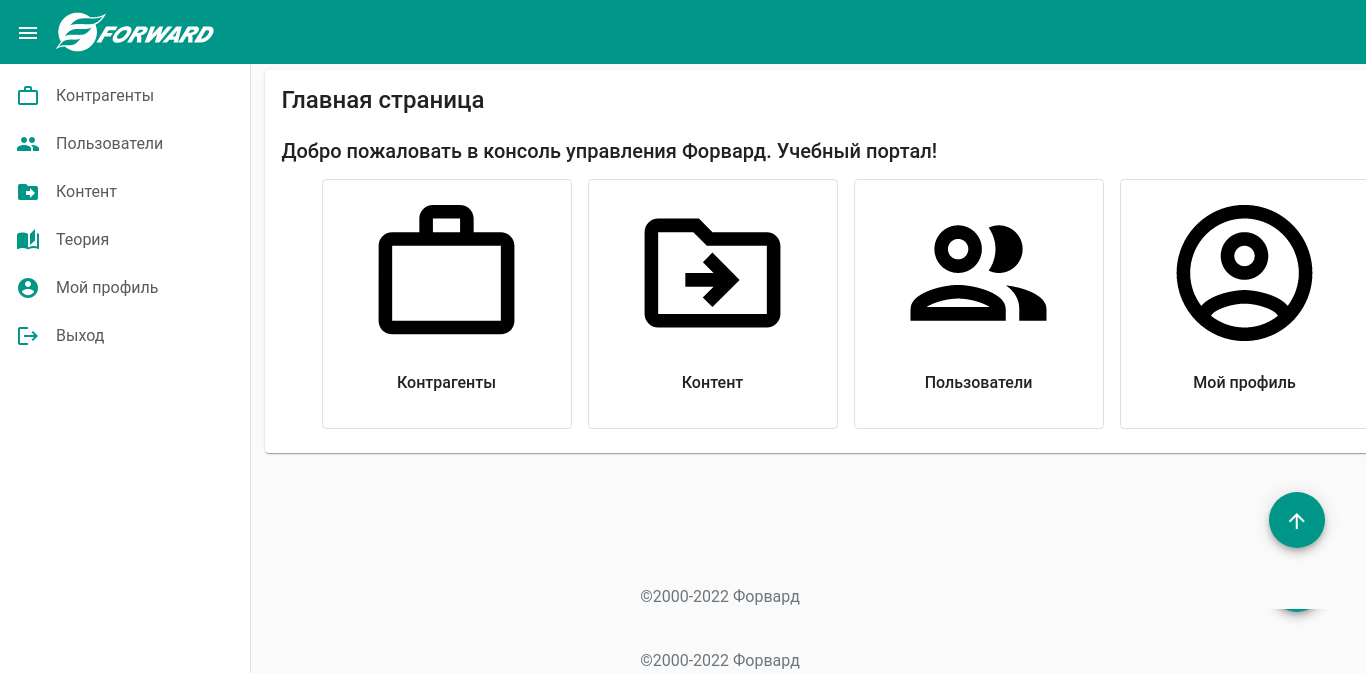 FORWARD
Контрагенты
Пользователи
Контент
Теория
Мой профиль
Выход
Главная страница
Добро пожаловать в консоль управления Форвард. Учебный портал!
Контрагенты
Контент
Пользователи
Мой профиль
©2000-2022 Форвард
©2000-2022 Форвард